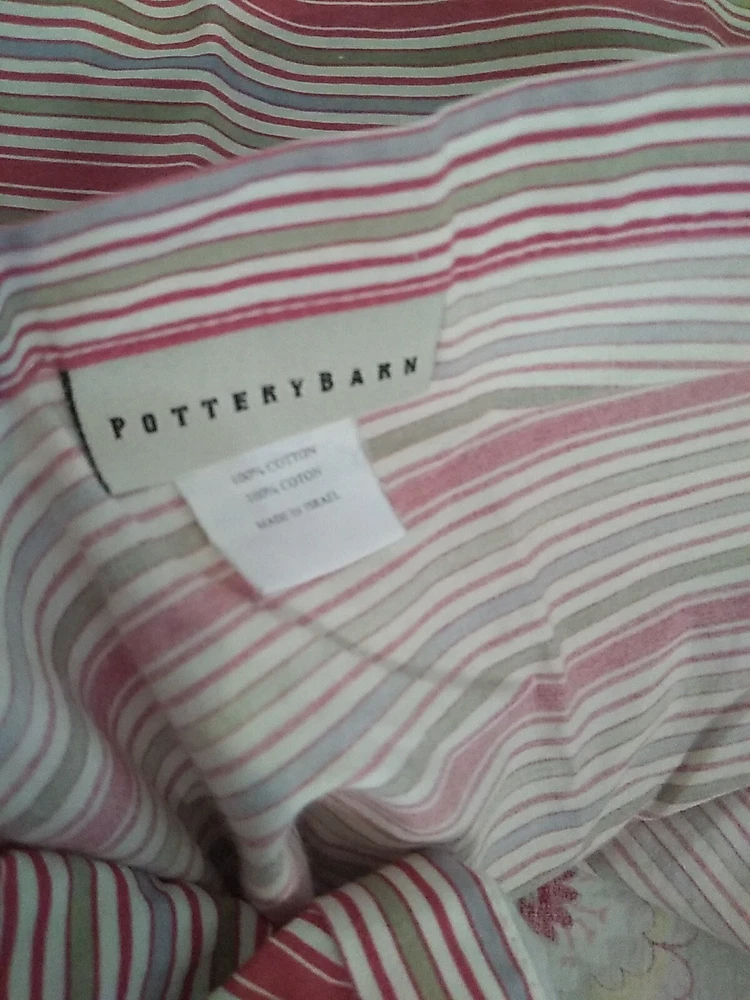 POTTERYBARN
100% COTTON
100% COTON
MADE IN ISRAEL